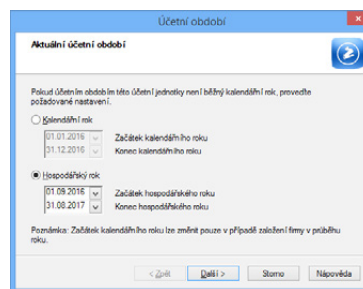 Účetní období
Aktuální účetní období
Pokud účetním obdobím této účetní jednotky není běžný kalendářní rok, proveďte
požadované nastavení.
Kalendářní rok
01.01.2016 Začátek kalendářního roku
31.12.2016 Konec kalendářního roku
Hospodářský rok
01.09.2016 Začátek hospodářského roku
31.08.2017 Konec hospodářského roku
Poznámka: Začátek kalendářního roku lze změnit pouze v případě založení firmy v průběhu
roku.
< Zpět Další > Storno Nápověda